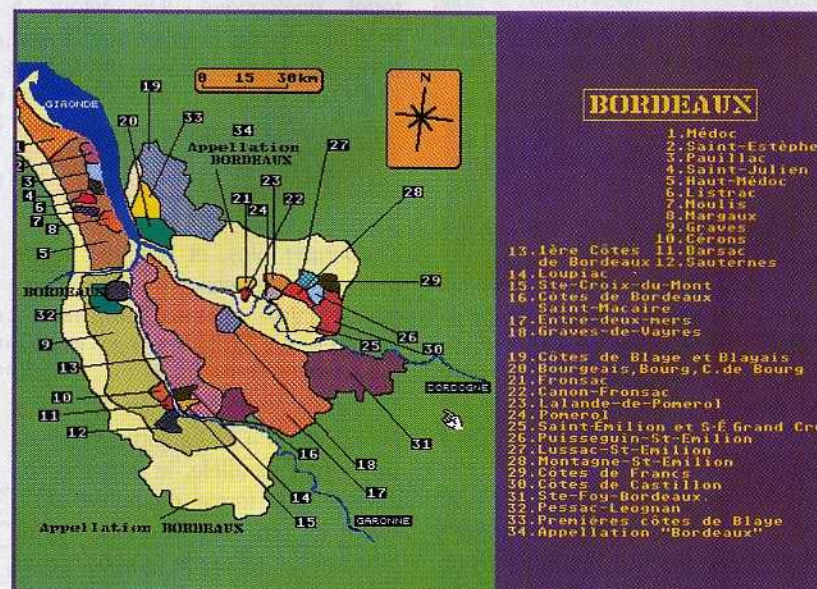 0 15 30km
N
GIRONDE
19
20
33
34
Appellation
BORDEAUX
27
1
2
3
4
6
7
8
5
21
23
22
24
28
29
BORDEAUX
32
9
13
10
11
12
26
25
30
DORDOGNE
31
16
18
14
17
15
GARONNE
Appellation BORDEAUX
BORDEAUX
1.Médoc
2.Saint-Estèphe
3.Pauillac
4.Saint-Julien
5.Haut-Médoc
6.Listrac
7.Moulis
8.Margaux
9.Graves
10.Cérons
13.1ère Côtes 11.Barsac
de Bordeaux 12.Sauternes
14.Loupiac
15.Ste-Croix-du-Mont
16.Côtes de Bordeaux
Saint-Macaire
17.Entre-deux-mers
18.Graves-de-Vayres
19.Côtes de Blaye et Blayais
20.Bourgeais,Bourg,C.de Bourg
21.Fronsac
22.Canon-Fronsac
23.Lalande-de-Pomerol
24.Pomerol
25.Saint-Emilion et S-É Grand Cru
26.Puisseguin-St-Emilion
27.Lussac-St-Emilion
28.Montagne-St-Emilion
29.Côtes de Francs
30.Côtes de Castillon
31.Ste-Foy-Bordeaux.
32.Pessac-Leognan
33.Premières côtes de Blaye
34.Appellation "Bordeaux"